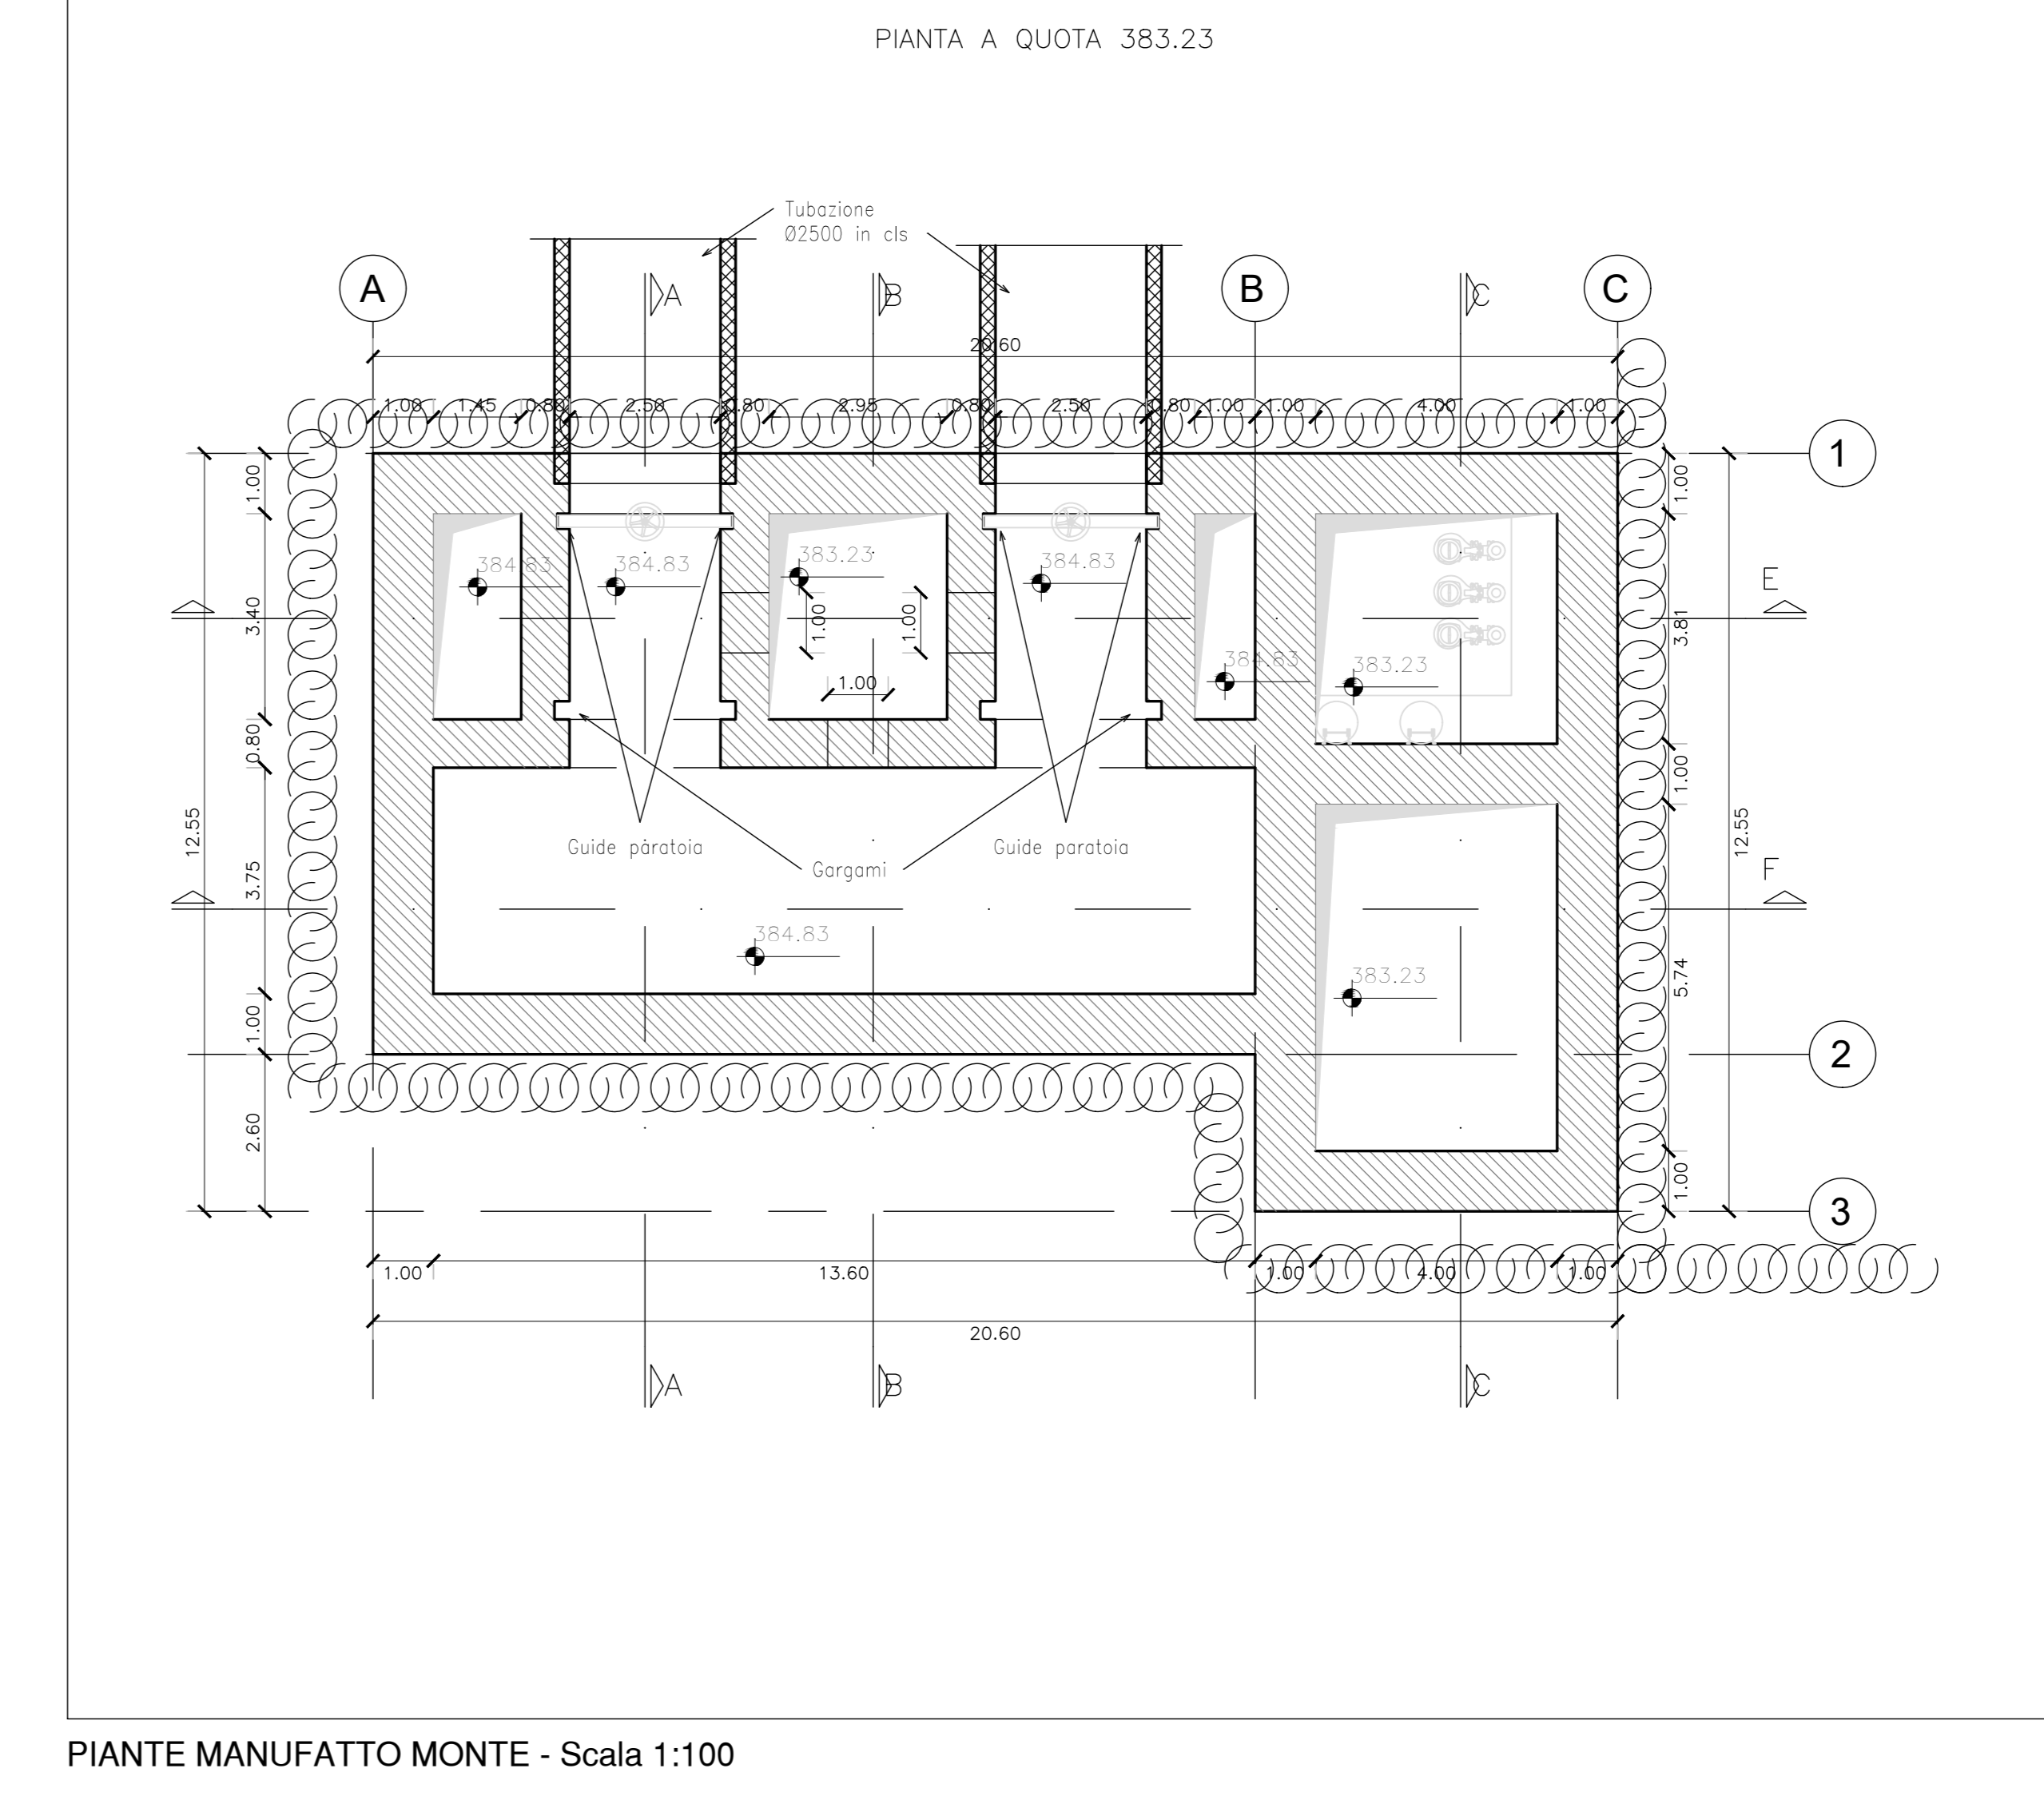 PIANTA A QUOTA 383.23
Tubazione
Ø2500 in cls
A
B
C
A
B
C
20.60
1.00
1.45
0.80
2.50
0.80
2.95
0.80
2.50
0.80
1.00
1.00
4.00
1.00
1
1.00
1.00
384.83
384.83
383.23
384.83
E
3.40
1.00
1.00
3.81
384.83
383.23
1.00
0.80
1.00
12.55
12.55
Guide paratoia
Guide paratoia
Gargami
F
3.75
384.83
383.23
5.74
1.00
2
2.60
1.00
3
1.00
13.60
1.00
4.00
1.00
20.60
A
B
C
PIANTE MANUFATTO MONTE - Scala 1:100